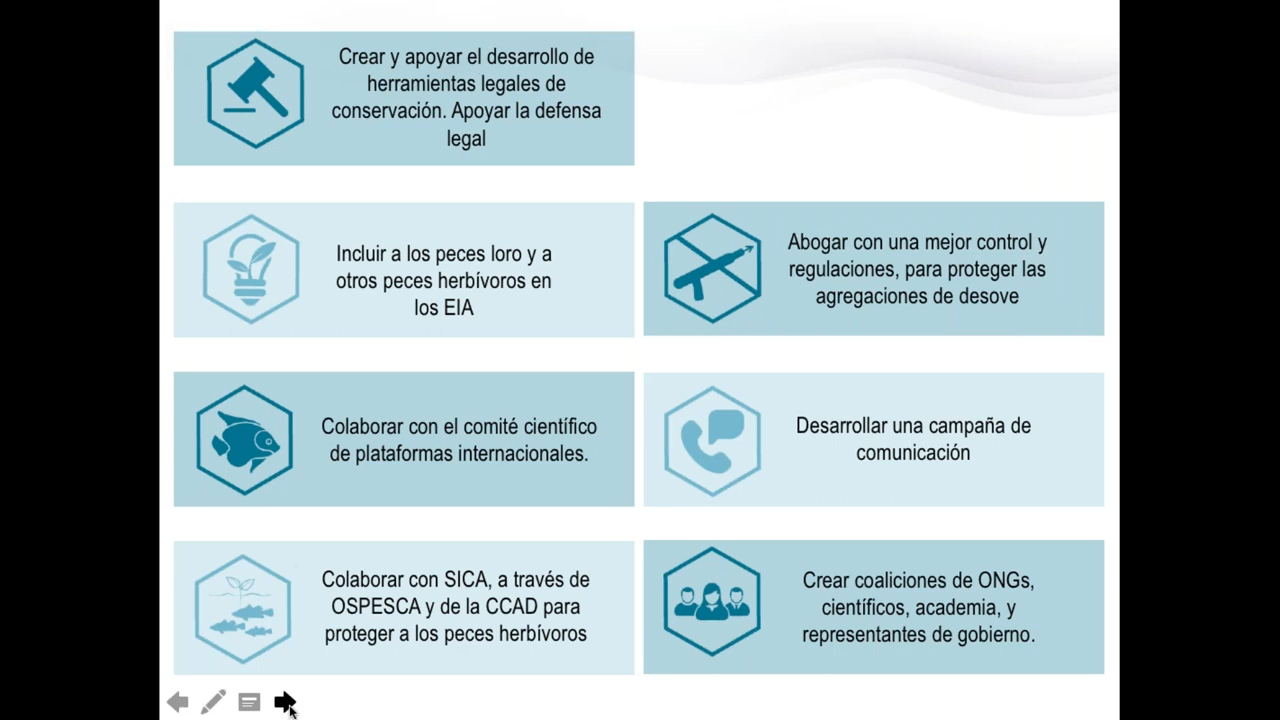 Crear y apoyar el desarrollo de
herramientas legales de
conservación. Apoyar la defensa
legal
Incluir a los peces loro y a
otros peces herbívoros en
los EIA
Abogar con una mejor control y
regulaciones, para proteger las
agregaciones de desove
Colaborar con el comité científico
de plataformas internacionales.
Desarrollar una campaña de
comunicación
Colaborar con SICA, a través de
OSPESCA y de la CCAD para
proteger a los peces herbívoros
Crear coaliciones de ONGs,
científicos, academia, y
representantes de gobierno.